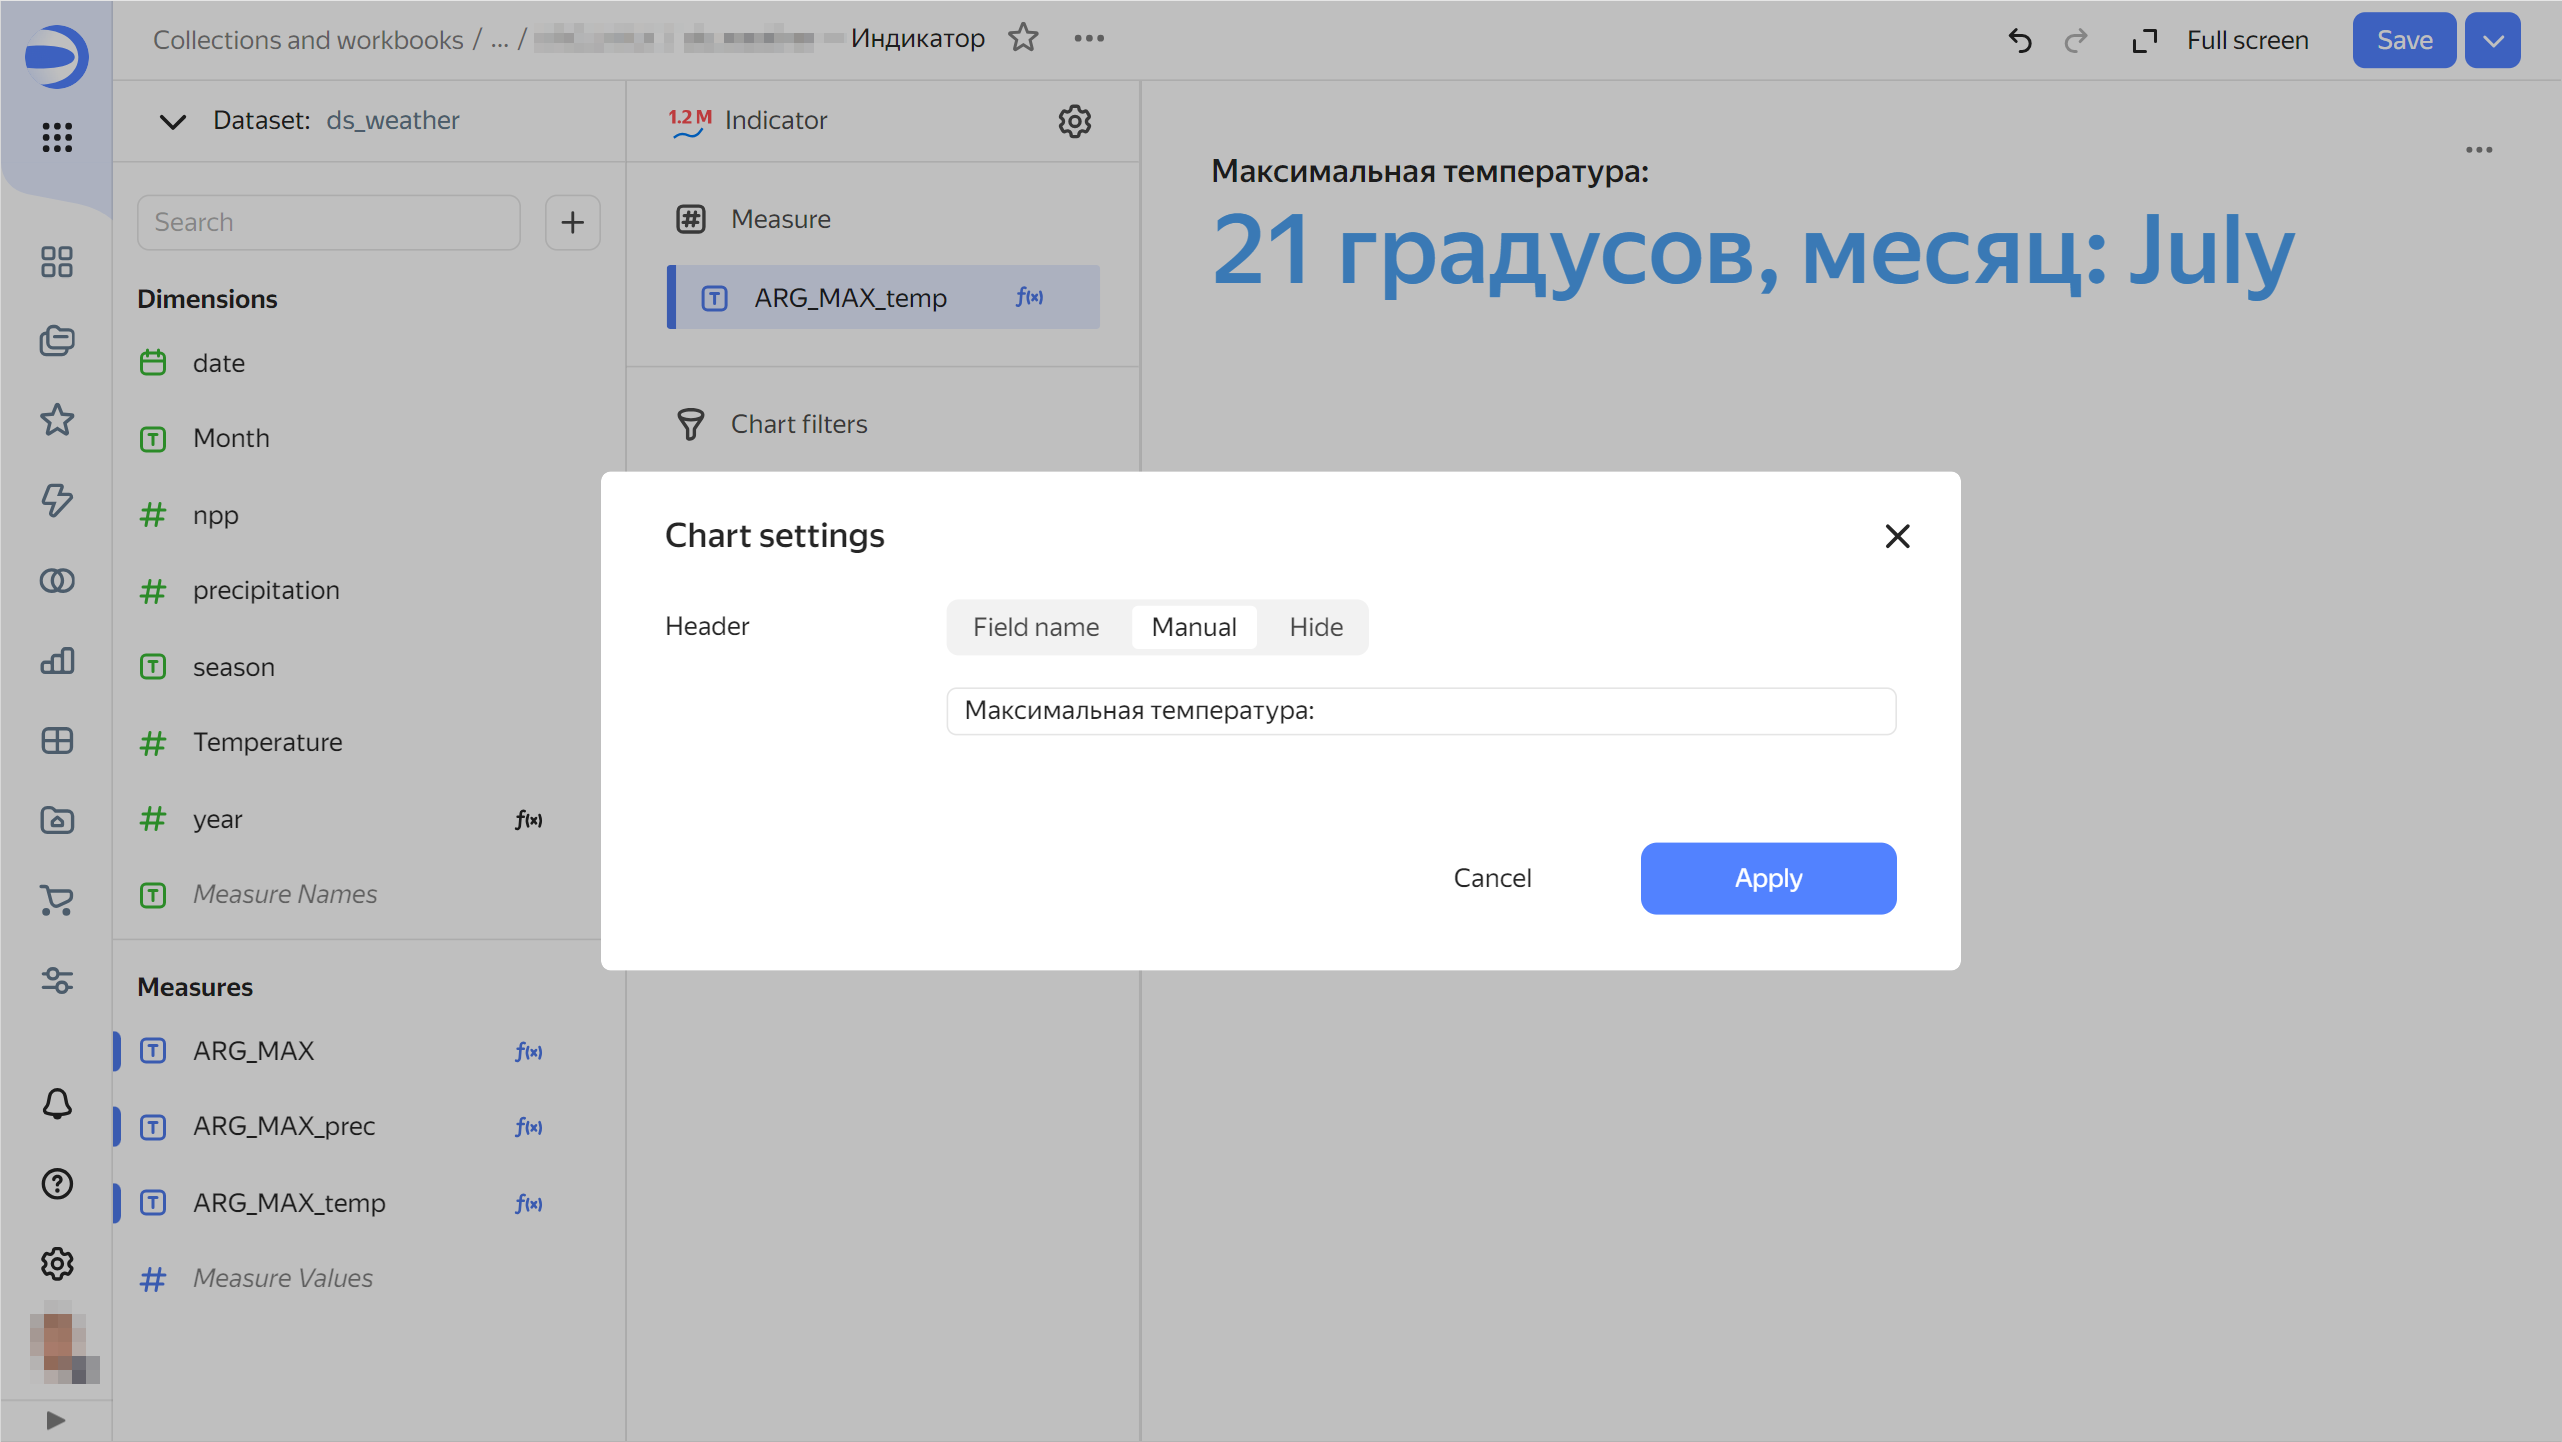 Collections and workbooks / ... /
Индикатор
Full screen
Save
Dataset: ds_weather
1.2 M Indicator
Search
Measure
Dimensions
ARG_MAX_temp f(x)
date
Month
Chart filters
npp
precipitation
season
Temperature
year f(x)
Measure Names
Measures
ARG_MAX f(x)
ARG_MAX_prec f(x)
ARG_MAX_temp f(x)
Measure Values
Максимальная температура:
21 градусов, месяц: July
Chart settings
Header
Field name Manual Hide
Максимальная температура:
Cancel
Apply